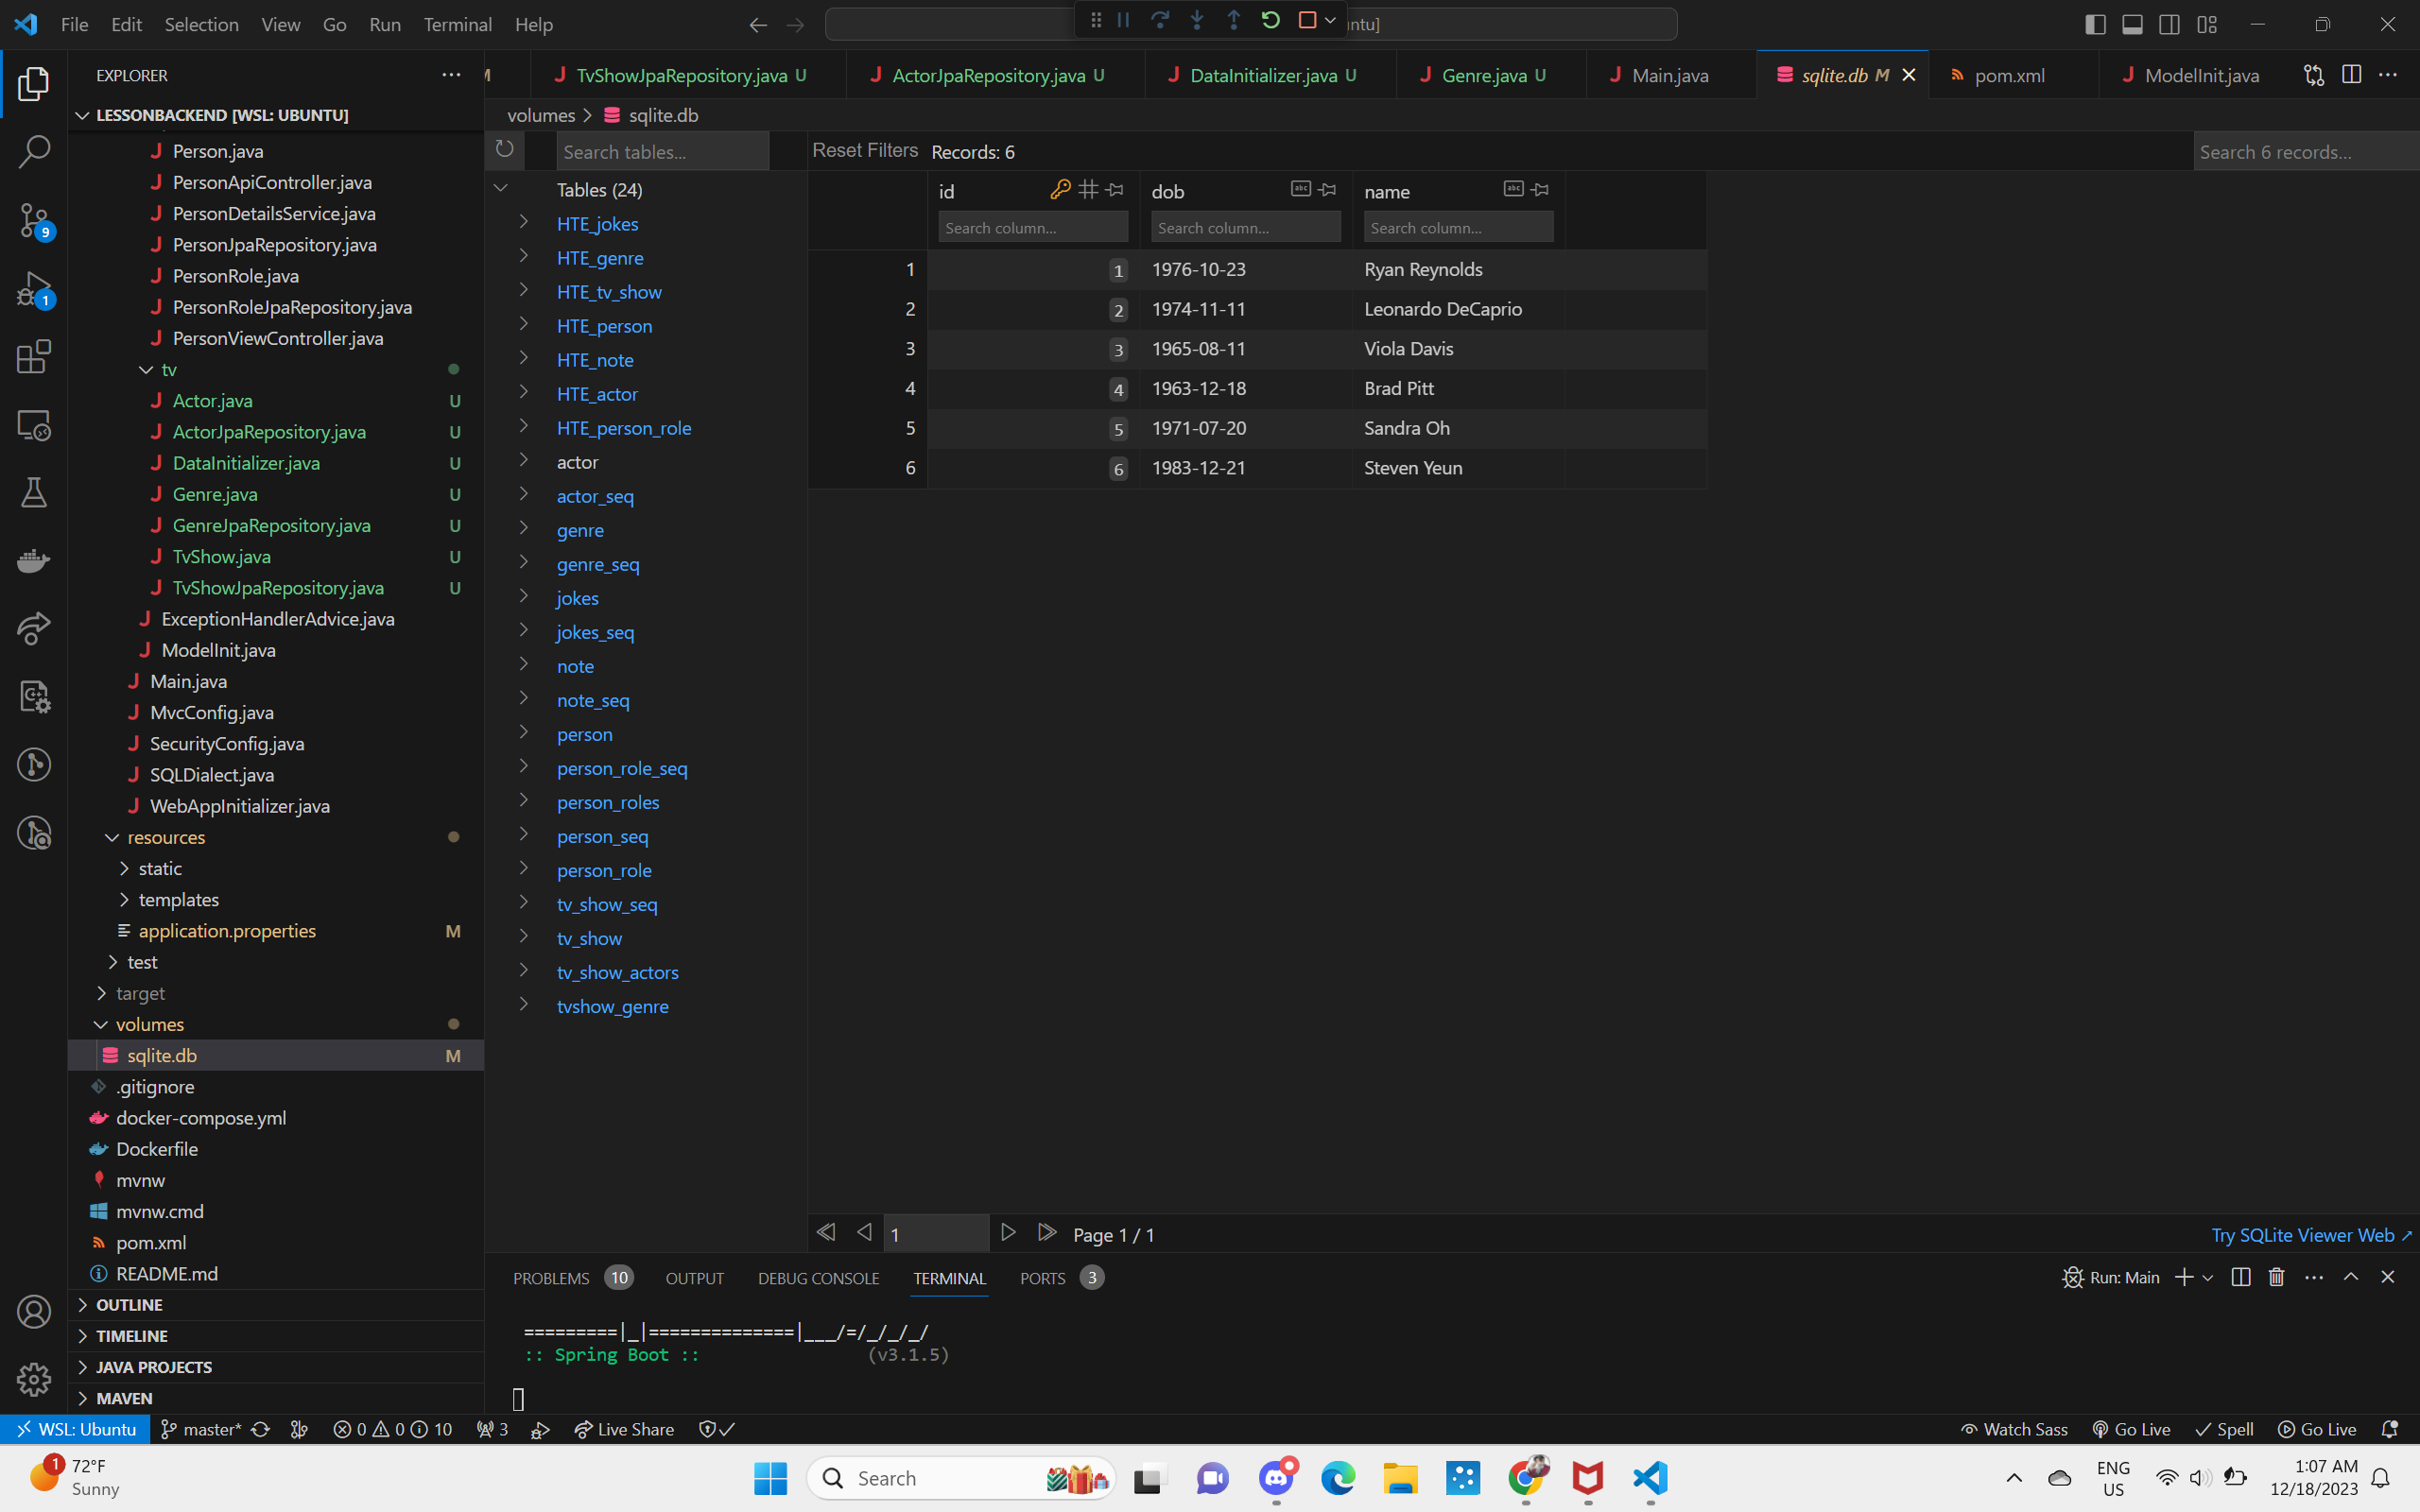 File Edit Selection View Go Run Terminal Help
ntu]
EXPLORER
LESSONBACKEND [WSL: UBUNTU]
Person.java
PersonApiController.java
PersonDetailsService.java
PersonJpaRepository.java
PersonRole.java
PersonRoleJpaRepository.java
PersonViewController.java
tv
Actor.java U
ActorJpaRepository.java U
DataInitializer.java U
Genre.java U
GenreJpaRepository.java U
TvShow.java U
TvShowJpaRepository.java U
ExceptionHandlerAdvice.java
ModelInit.java
Main.java
MvcConfig.java
SecurityConfig.java
SQLDialect.java
WebAppInitializer.java
resources
static
templates
application.properties M
test
target
volumes
sqlite.db M
.gitignore
docker-compose.yml
Dockerfile
mvnw
mvnw.cmd
pom.xml
README.md
OUTLINE
TIMELINE
JAVA PROJECTS
MAVEN
9
1
M TvShowJpaRepository.java U ActorJpaRepository.java U DataInitializer.java U Genre.java U Main.java sqlite.db M pom.xml ModelInit.java
volumes > sqlite.db
Search tables...
Tables (24)
HTE_jokes
HTE_genre
HTE_tv_show
HTE_person
HTE_note
HTE_actor
HTE_person_role
actor
actor_seq
genre
genre_seq
jokes
jokes_seq
note
note_seq
person
person_role_seq
person_roles
person_seq
person_role
tv_show_seq
tv_show
tv_show_actors
tvshow_genre
Reset Filters Records: 6 Search 6 records...
id dob name
Search column... Search column... Search column...
1 1 1976-10-23 Ryan Reynolds
2 2 1974-11-11 Leonardo DeCaprio
3 3 1965-08-11 Viola Davis
4 4 1963-12-18 Brad Pitt
5 5 1971-07-20 Sandra Oh
6 6 1983-12-21 Steven Yeun
1 Page 1 / 1 Try SQLite Viewer Web
PROBLEMS 10 OUTPUT DEBUG CONSOLE TERMINAL PORTS 3 Run: Main
=========|_|==============|___/=/_/_/_/
:: Spring Boot :: (v3.1.5)
WSL: Ubuntu master* 0 0 10 3 Live Share Watch Sass Go Live Spell Go Live
1 72°F
Sunny
Search
ENG
US
1:07 AM
12/18/2023